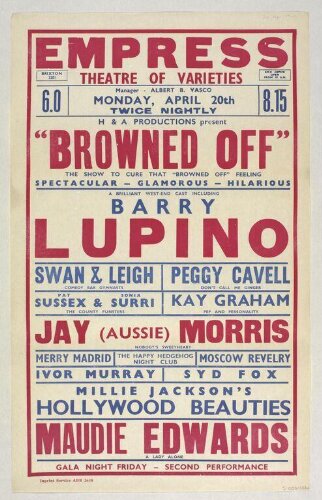 EMPRESS
BRIXTON
THEATRE OF VARIETIES
Manager - ALBERT B. VASCO
6.0 MONDAY, APRIL 20th 8.15
TWICE NIGHTLY
H & A PRODUCTIONS present
"BROWNED OFF"
THE SHOW TO CURE THAT "BROWNED OFF" FEELING
SPECTACULAR — GLAMOROUS — HILARIOUS
A BRILLIANT WEST-END CAST INCLUDING
BARRY
LUPINO
SWAN & LEIGH PEGGY CAVELL
COMEDY BAR GYMNASTS DON'T CALL ME GINGER
PAT SONIA
SUSSEX & SURRI KAY GRAHAM
THE COUNTY FUNSTERS PEP AND PERSONALITY
JAY (AUSSIE) MORRIS
NOBODY'S SWEETHEART
MERRY MADRID THE HAPPY HEDGEHOG NIGHT CLUB MOSCOW REVELRY
IVOR MURRAY SYD FOX
MILLIE JACKSON'S
HOLLYWOOD BEAUTIES
MAUDIE EDWARDS
A LADY ALONE
GALA NIGHT FRIDAY - SECOND PERFORMANCE